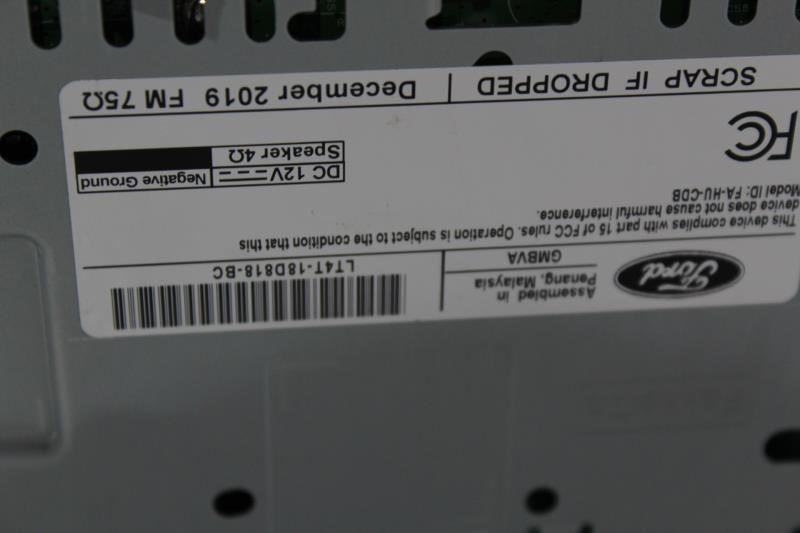 Ford
Assembled in
Penang, Malaysia
GMBVA
LT4T-18D818-BC
This device complies with part 15 of FCC rules. Operation is subject to the condition that this
device does not cause harmful interference.
Model ID: FA-HU-CDB
FC
DC 12V
Negative Ground
Speaker 4Ω
SCRAP IF DROPPED | December 2019 FM 75Ω